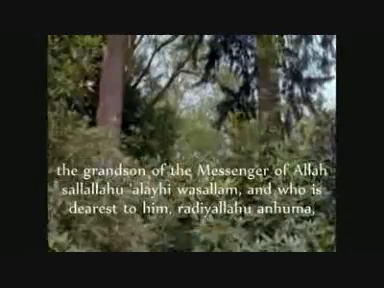 the grandson of the Messenger of Allah
sallallahu 'alayhi wasallam, and who is
dearest to him, radiyallahu anhuma,